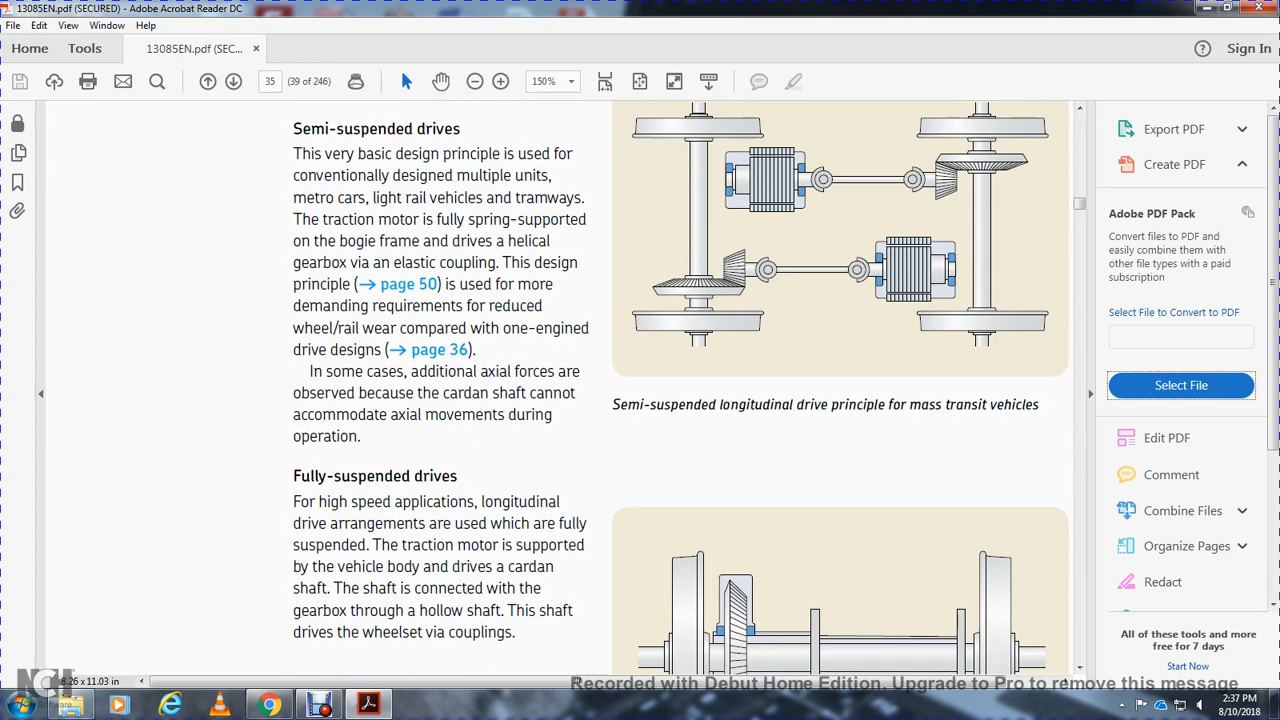 13085EN.pdf (SECURED) - Adobe Acrobat Reader DC
File Edit View Window Help
Home Tools 13085EN.pdf (SEC... × Sign In
35 (39 of 246) 150%
Semi-suspended drives
This very basic design principle is used for
conventionally designed multiple units,
metro cars, light rail vehicles and tramways.
The traction motor is fully spring-supported
on the bogie frame and drives a helical
gearbox via an elastic coupling. This design
principle (→ page 50) is used for more
demanding requirements for reduced
wheel/rail wear compared with one-engined
drive designs (→ page 36).
In some cases, additional axial forces are
observed because the cardan shaft cannot
accommodate axial movements during
operation.
Fully-suspended drives
For high speed applications, longitudinal
drive arrangements are used which are fully
suspended. The traction motor is supported
by the vehicle body and drives a cardan
shaft. The shaft is connected with the
gearbox through a hollow shaft. This shaft
drives the wheelset via couplings.
Semi-suspended longitudinal drive principle for mass transit vehicles
Export PDF
Create PDF
Adobe PDF Pack
Convert files to PDF and
easily combine them with
other file types with a paid
subscription
Select File to Convert to PDF
Select File
Edit PDF
Comment
Combine Files
Organize Pages
Redact
All of these tools and more
free for 7 days
Start Now
8.26 x 11.03 in
NCH
Software
Recorded with Debut Home Edition. Upgrade to Pro to remove this message
2:37 PM
8/10/2018